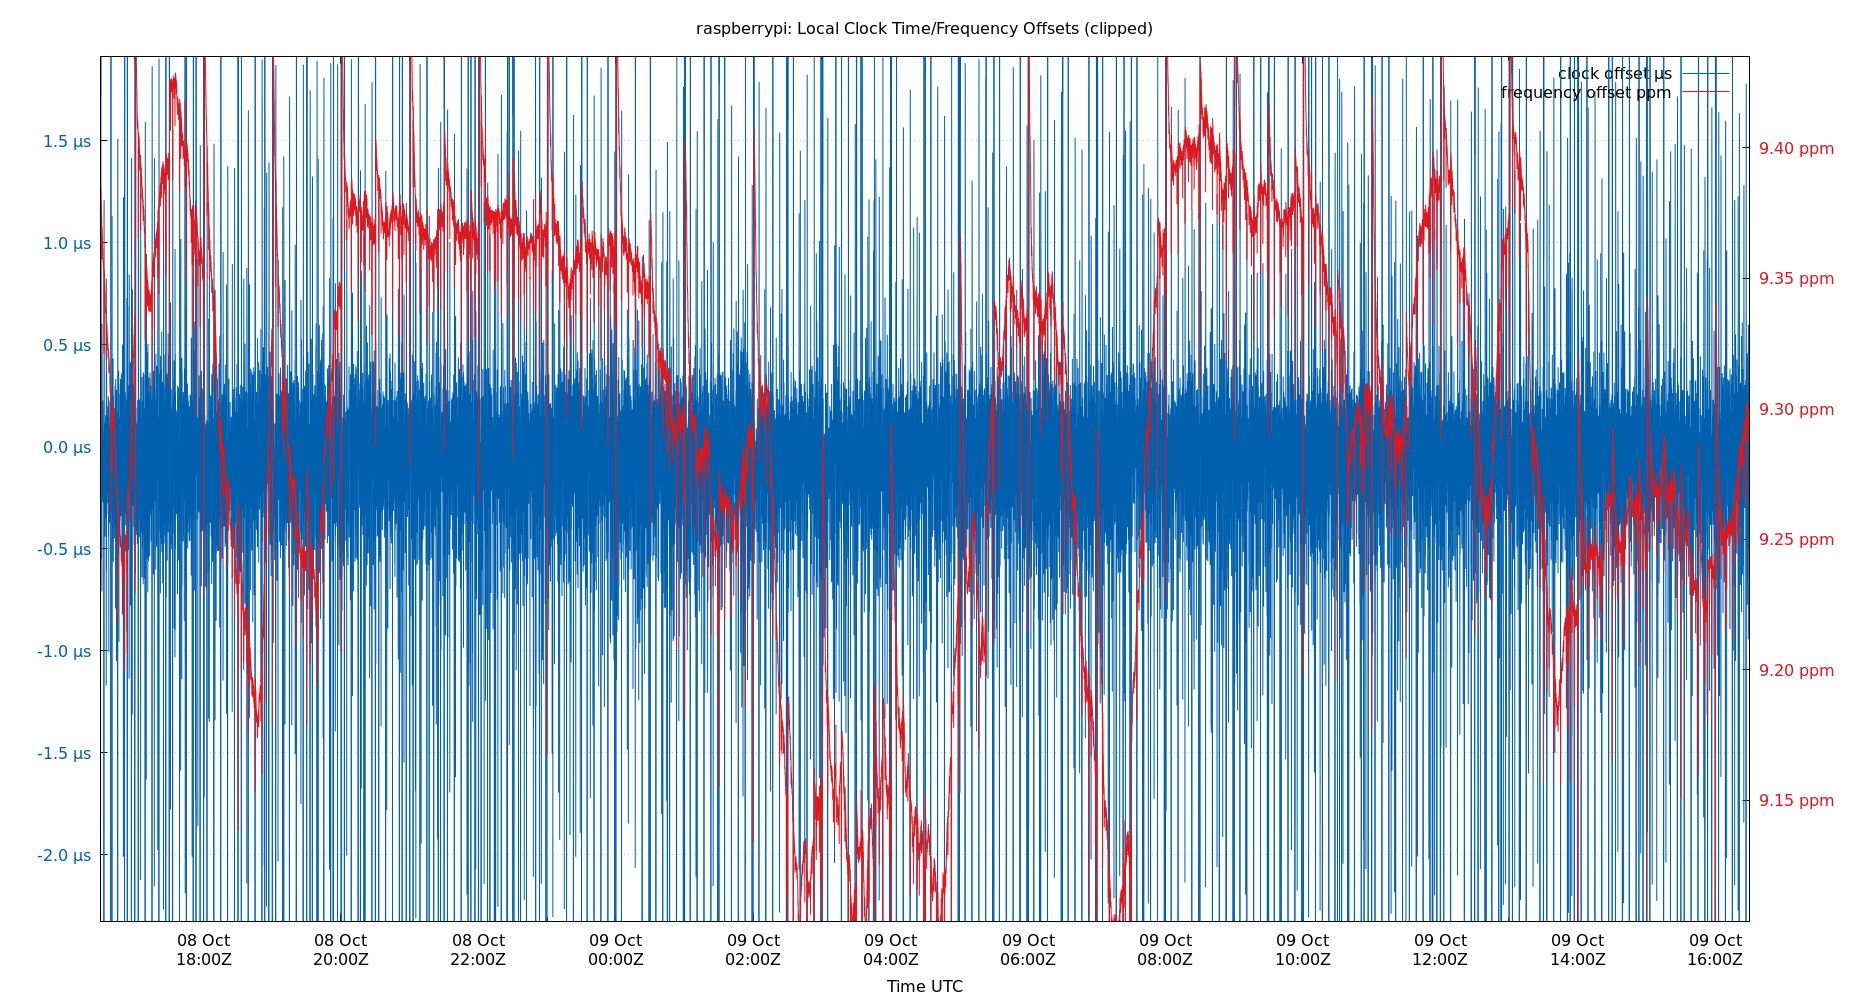 raspberrypi: Local Clock Time/Frequency Offsets (clipped)
clock offset µs
frequency offset ppm
1.5 µs
1.0 µs
0.5 µs
0.0 µs
-0.5 µs
-1.0 µs
-1.5 µs
-2.0 µs
9.40 ppm
9.35 ppm
9.30 ppm
9.25 ppm
9.20 ppm
9.15 ppm
08 Oct 08 Oct 08 Oct 09 Oct 09 Oct 09 Oct 09 Oct 09 Oct 09 Oct 09 Oct 09 Oct 09 Oct
18:00Z 20:00Z 22:00Z 00:00Z 02:00Z 04:00Z 06:00Z 08:00Z 10:00Z 12:00Z 14:00Z 16:00Z
Time UTC